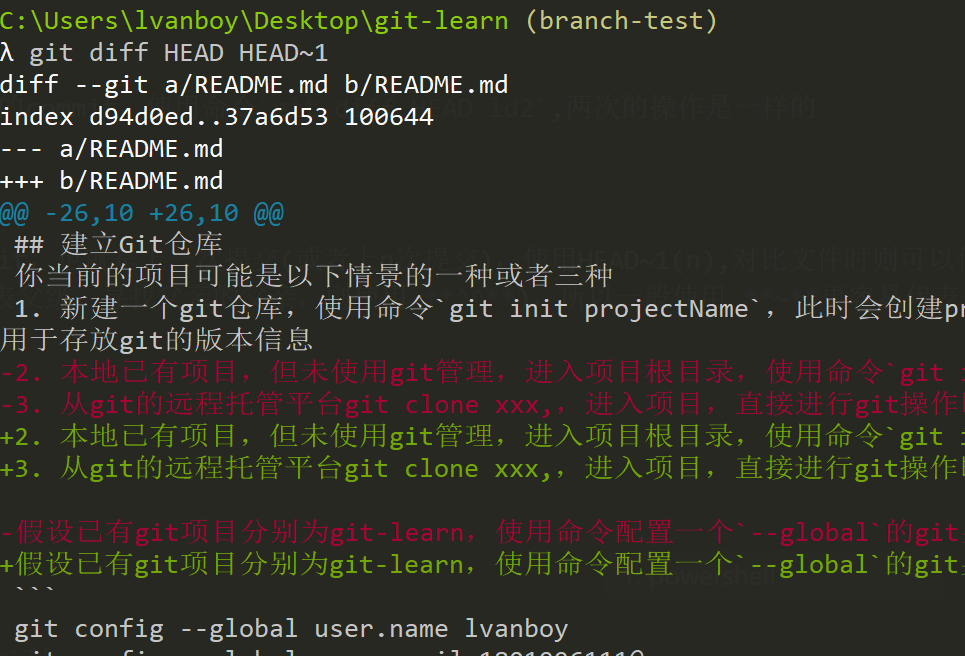 C:\Users\lvanboy\Desktop\git-learn (branch-test)
λ git diff HEAD HEAD~1
diff --git a/README.md b/README.md
index d94d0ed..37a6d53 100644
--- a/README.md
+++ b/README.md
@@ -26,10 +26,10 @@
 ## 建立Git仓库
 你当前的项目可能是以下情景的一种或者三种
 1. 新建一个git仓库，使用命令`git init projectName`，此时会创建pr
用于存放git的版本信息
-2. 本地已有项目，但未使用git管理，进入项目根目录，使用命令`git i
-3. 从git的远程托管平台git clone xxx,，进入项目，直接进行git操作
+2. 本地已有项目，但未使用git管理，进入项目根目录，使用命令`git i
+3. 从git的远程托管平台git clone xxx,，进入项目，直接进行git操作
-假设已有git项目分别为git-learn，使用命令配置一个`--global`的git
+假设已有git项目分别为git-learn，使用命令配置一个`--global`的git
 ```
 git config --global user.name lvanboy